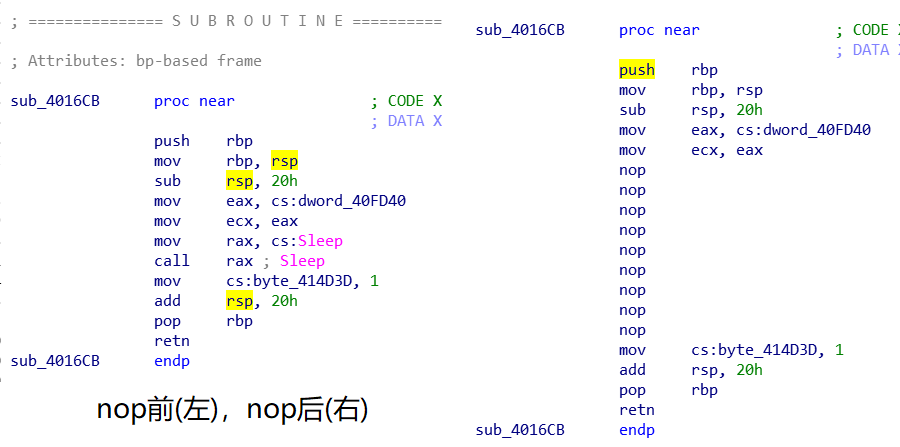 ; =============== S U B R O U T I N E ==========
; Attributes: bp-based frame
sub_4016CB proc near ; CODE X
; DATA X
push rbp
mov rbp, rsp
sub rsp, 20h
mov eax, cs:dword_40FD40
mov ecx, eax
mov rax, cs:Sleep
call rax ; Sleep
mov cs:byte_414D3D, 1
add rsp, 20h
pop rbp
retn
sub_4016CB endp
nop前(左)，nop后(右)
sub_4016CB proc near ; CODE X
; DATA X
push rbp
mov rbp, rsp
sub rsp, 20h
mov eax, cs:dword_40FD40
mov ecx, eax
nop
nop
nop
nop
nop
nop
nop
nop
nop
mov cs:byte_414D3D, 1
add rsp, 20h
pop rbp
retn
sub_4016CB endp